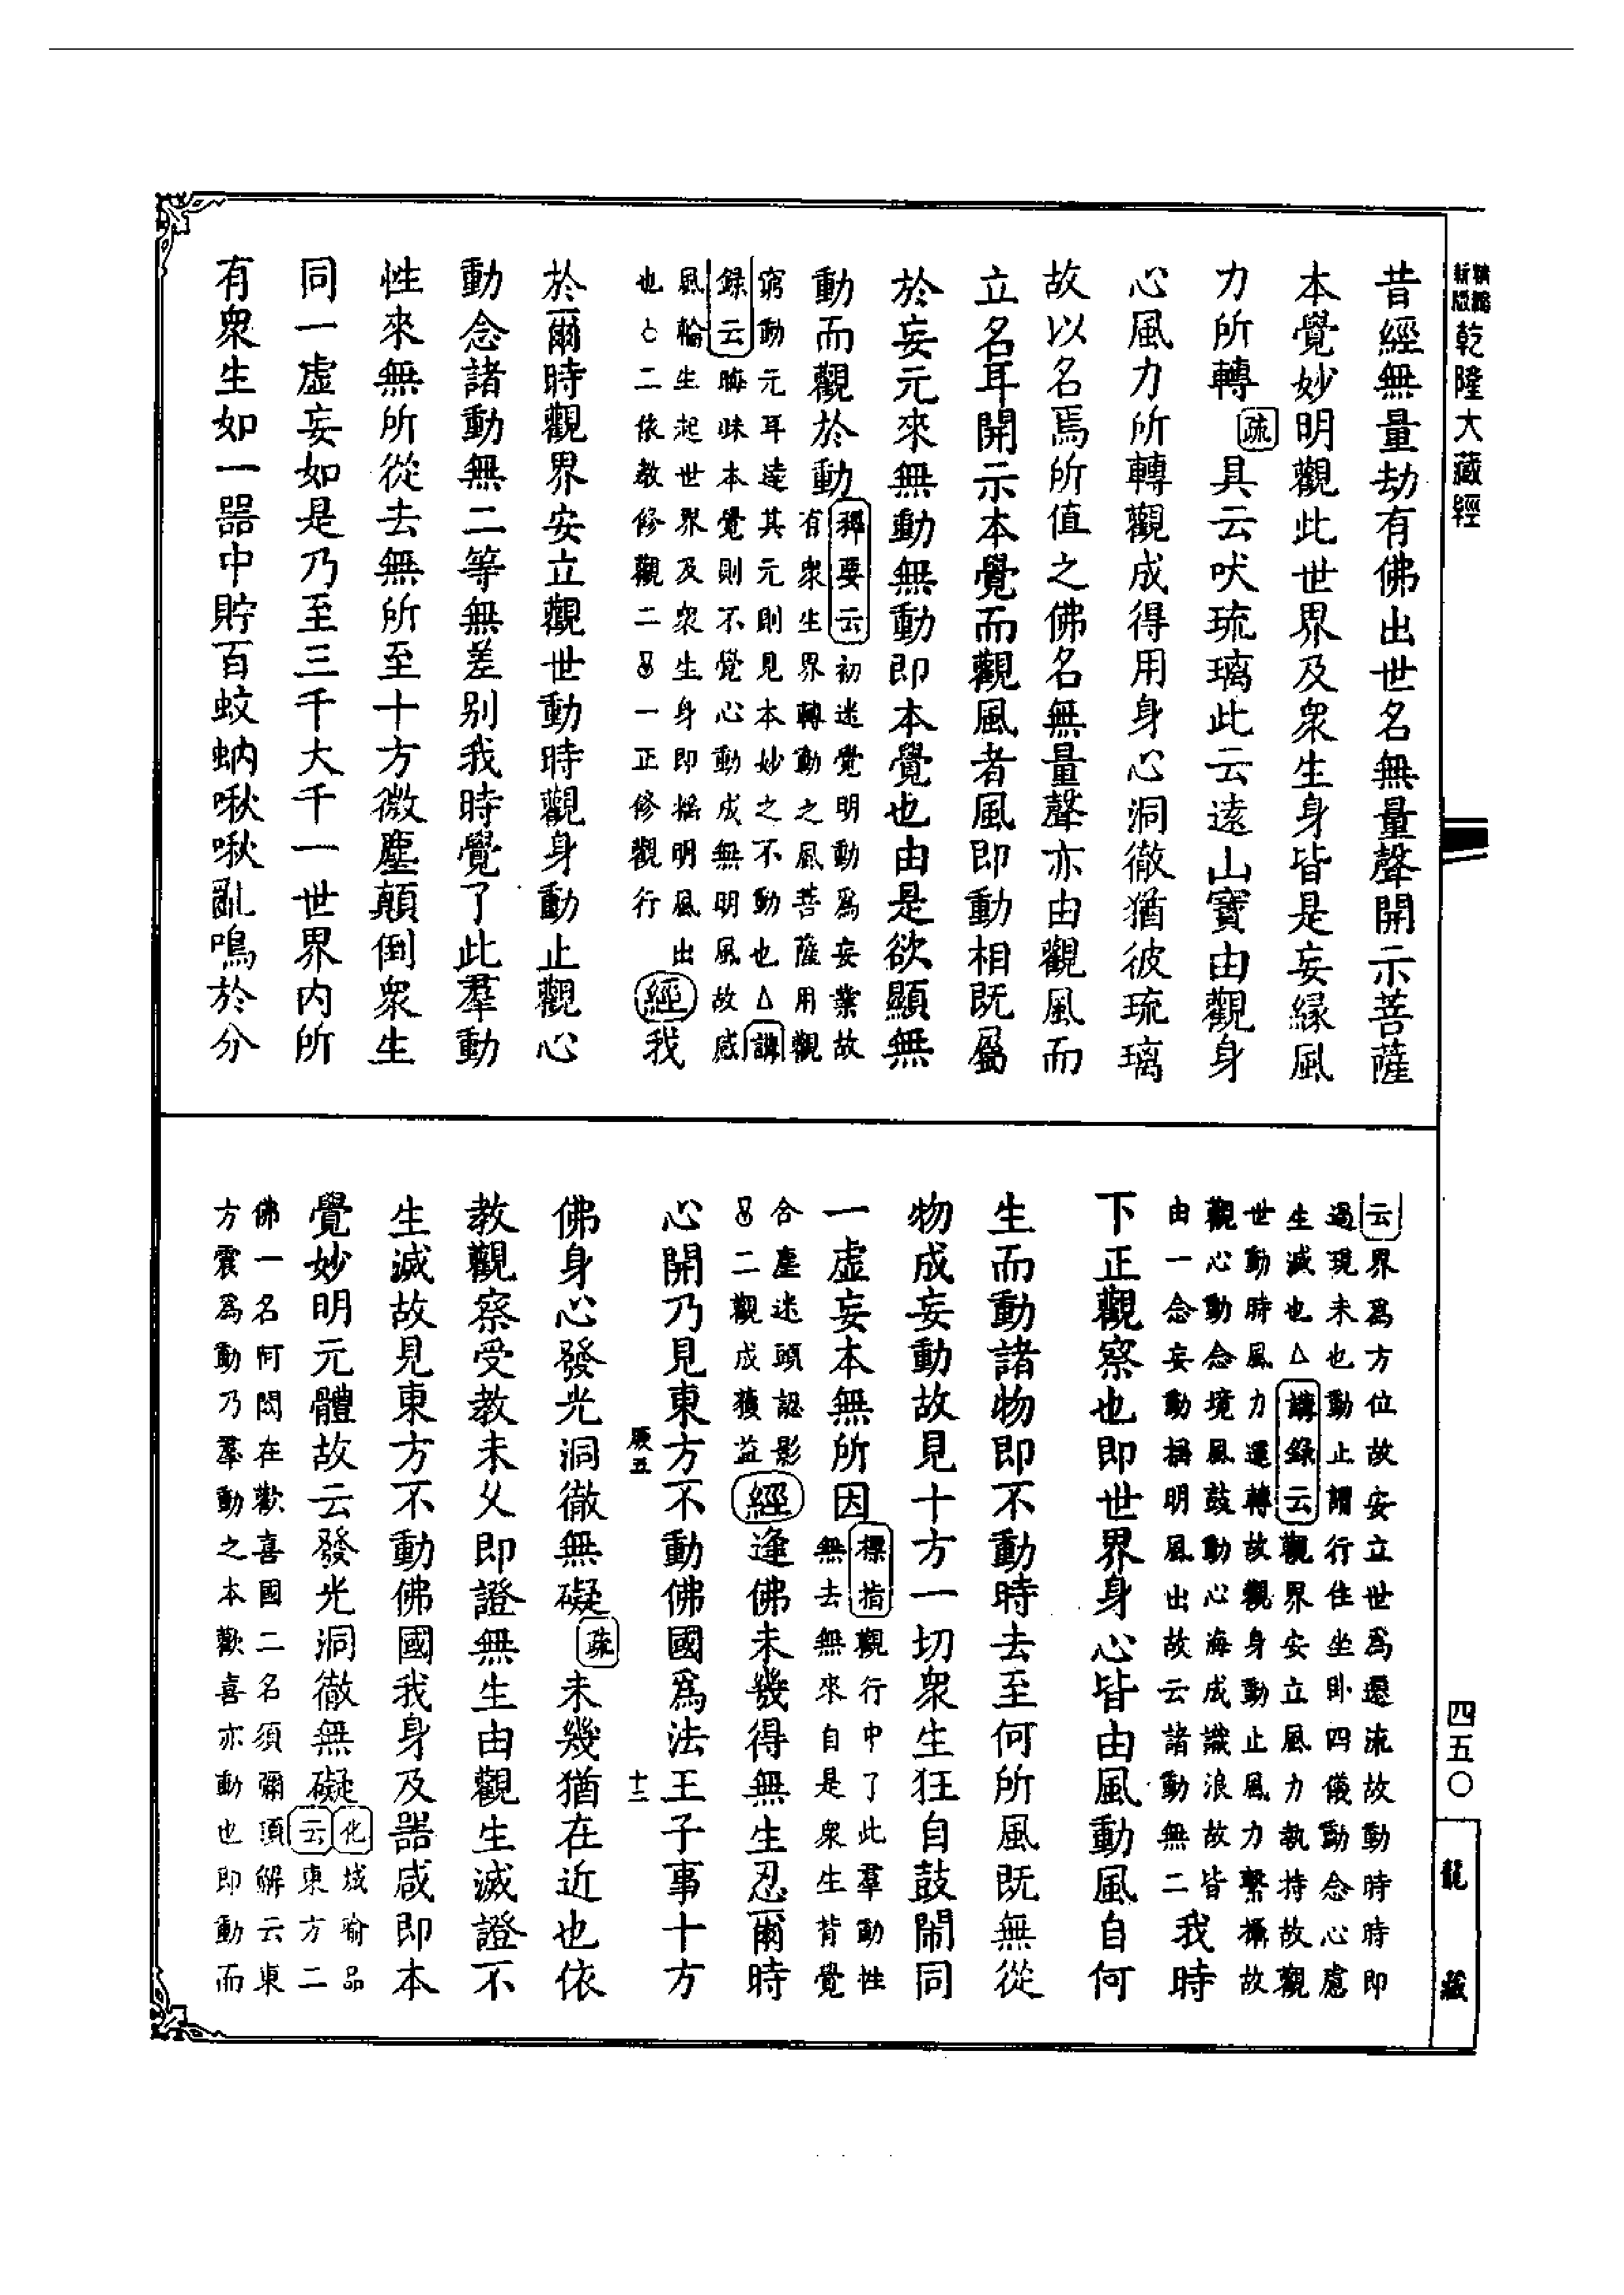 乾隆大藏經
昔經無量劫有佛出世名無量聲開示菩薩
本覺妙明觀此世界及衆生身皆是妄緣風
力所轉疏具云吠琉璃此云遠山寶由觀身
心風力所轉觀成得用身心洞徹猶彼琉璃
故以名焉所值之佛名無量聲亦由觀風而
立名耳開示本覺而觀風者風即動相既屬
於妄元來無動無動即本覺也由是欲顯無
動而觀於動
釋要云初迷覺明動爲妄業故
有衆生界轉動之風菩薩用觀
窮動元耳達其元則見本妙之不動也△講
錄云晦昧本覺則不覺心動成無明風故感
風輪生起世界及衆生身即搖明風出
也○二依教修觀二 一正修觀行
經我
於爾時觀界安立觀世動時觀身動止觀心
動念諸動無二等無差別我時覺了此羣動
性來無所從去無所至十方微塵顛倒衆生
同一虛妄如是乃至三千大千一世界內所
有衆生如一器中貯百蚊蚋啾啾亂鳴於分
云界爲方位故安立世爲遷流故動時時即
過現未也動止謂行住坐卧四儀動念心慮
生滅也△講錄云觀界安立風力執持故觀
世動時風力遷轉故觀身動止風力繫攝故
觀心動念境風鼓動心海成識浪故皆
由一念妄動搖明風出故云諸動無二
我時
下正觀察也即世界身心皆由風動風自何
生而動諸物即不動時去至何所風既無從
物成妄動故見十方一切衆生狂自鼓鬧同
一虛妄本無所因
標指觀行中了此羣動性
無去無來自是衆生背覺
合塵迷頭認影
二觀成獲益
經逢佛未幾得無生忍爾時
心開乃見東方不動佛國爲法王子事十方
佛身心發光洞徹無礙疏未幾猶在近也依
教觀察受教未久即證無生由觀生滅證不
生滅故見東方不動佛國我身及器咸即本
覺妙明元體故云發光洞徹無礙
化城喻品
云東方二
佛一名阿閦在歡喜國二名須彌頂解云東
方震爲動乃羣動之本歡喜亦動也即動而
十二
四五〇
龍藏